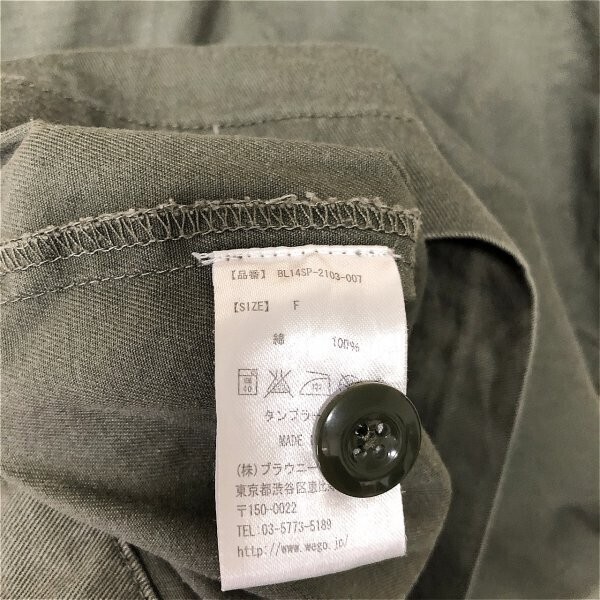 【品番】 BL14SP-2103-007
【SIZE】 F
綿 100%
タンブラー
MADE
(株)ブラウニー
東京都渋谷区恵比
〒150-0022
TEL:03-5773-5189
http://www.wego.jp/